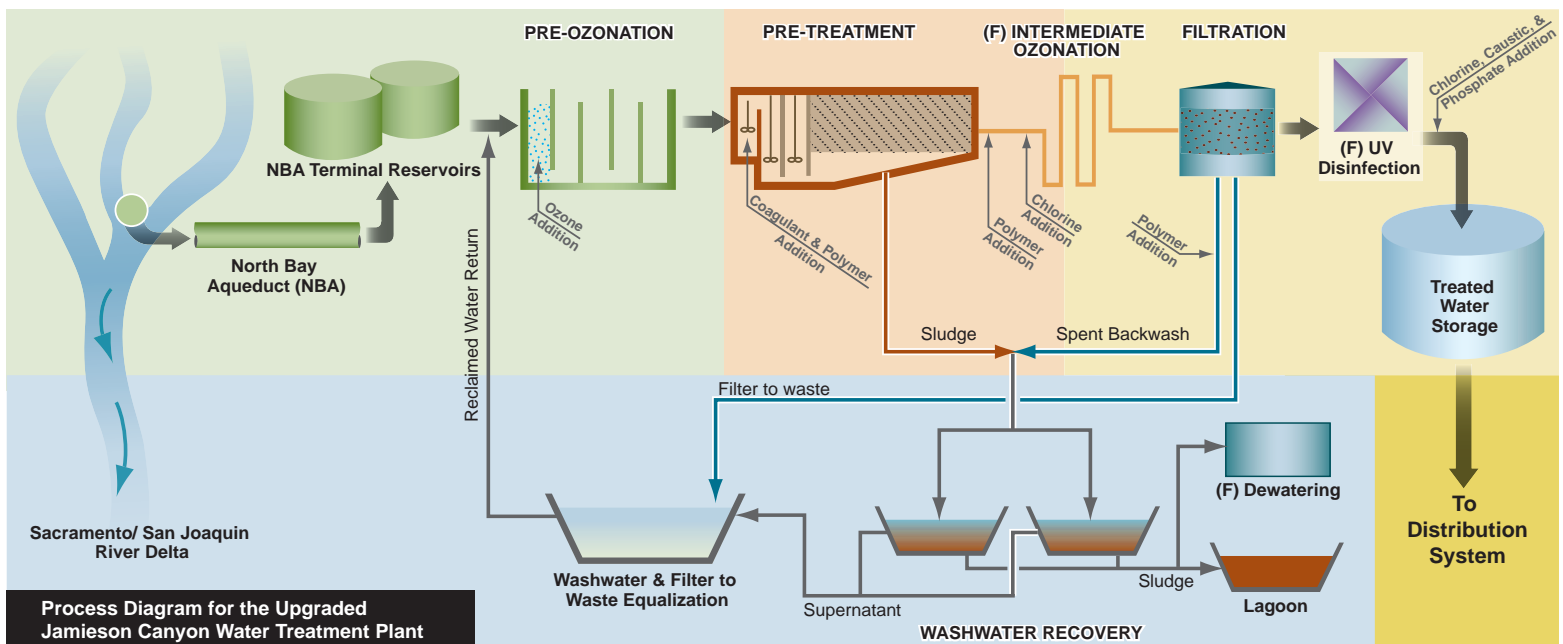 PRE-OZONATION
PRE-TREATMENT
(F) INTERMEDIATE
OZONATION
FILTRATION
Chlorine, Caustic, &
Phosphate Addition
NBA Terminal Reservoirs
(F) UV
Disinfection
Ozone
Addition
Coagulant & Polymer
Addition
Polymer
Addition
Chlorine
Addition
Polymer
Addition
North Bay
Aqueduct (NBA)
Reclaimed Water Return
Treated
Water
Storage
Sludge
Spent Backwash
Filter to waste
(F) Dewatering
To
Distribution
System
Sacramento/ San Joaquin
River Delta
Washwater & Filter to
Waste Equalization
Supernatant
Sludge
Lagoon
Process Diagram for the Upgraded
Jamieson Canyon Water Treatment Plant
WASHWATER RECOVERY